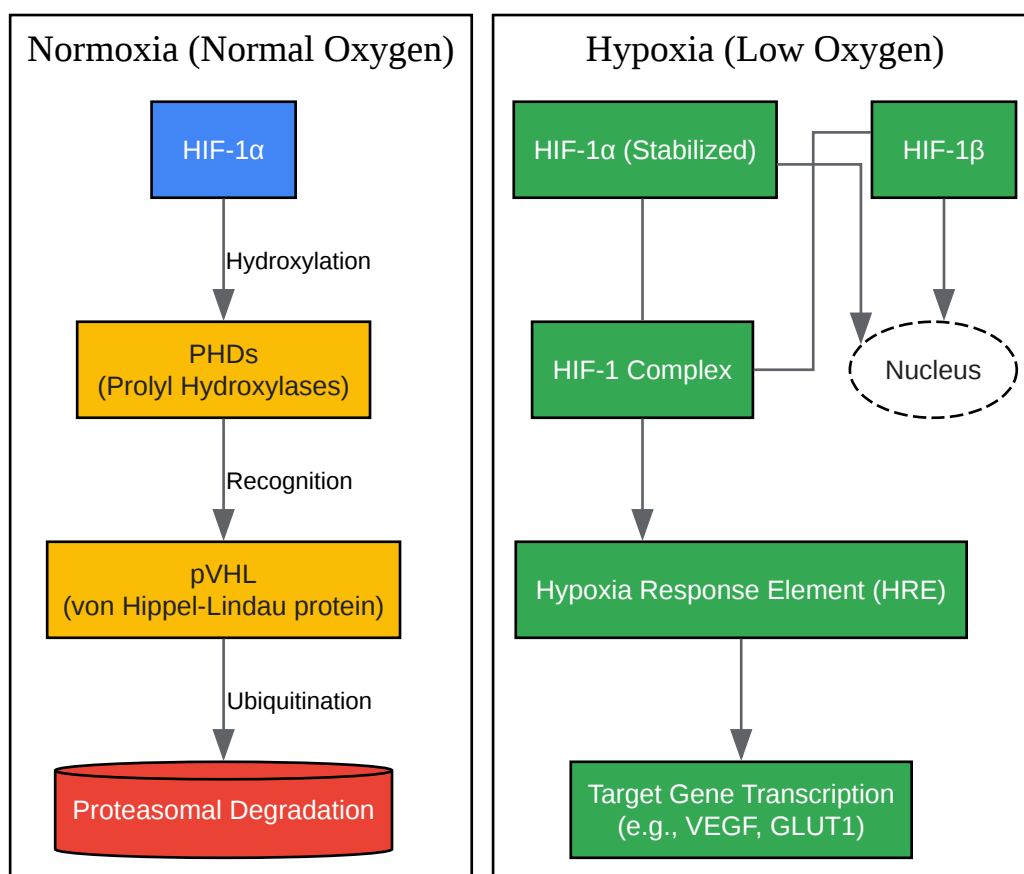 Normoxia (Normal Oxygen)
HIF-1α
Hydroxylation
PHDs
(Prolyl Hydroxylases)
Recognition
pVHL
(von Hippel-Lindau protein)
Ubiquitination
Proteasomal Degradation
Hypoxia (Low Oxygen)
HIF-1α (Stabilized)
HIF-1β
HIF-1 Complex
Nucleus
Hypoxia Response Element (HRE)
Target Gene Transcription
(e.g., VEGF, GLUT1)